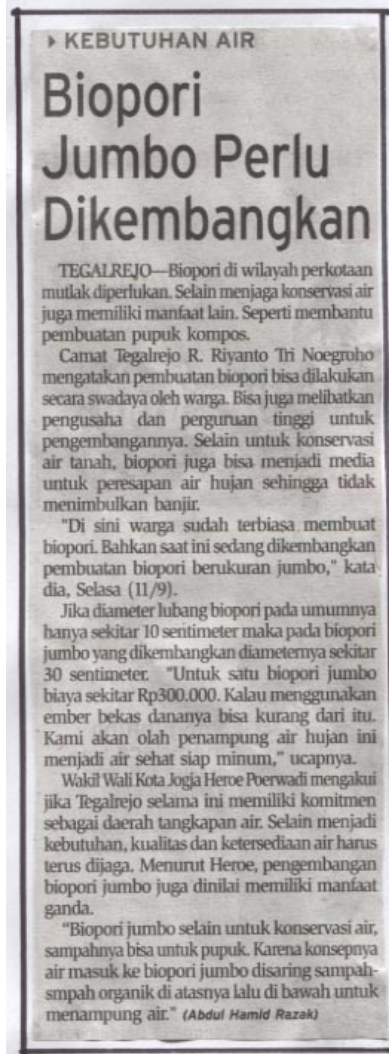 KEBUTUHAN AIR
Biopori
Jumbo Perlu
Dikembangkan
TEGALREJO—Biopori di wilayah perkotaan
mutlak diperlukan. Selain menjaga konservasi air
juga memiliki manfaat lain. Seperti membantu
pembuatan pupuk kompos.
Camat Tegalrejo R. Riyanto Tri Noegroho
mengatakan pembuatan biopori bisa dilakukan
secara swadaya oleh warga. Bisa juga melibatkan
pengusaha dan perguruan tinggi untuk
pengembangannya. Selain untuk konservasi
air tanah, biopori juga bisa menjadi media
untuk peresapan air hujan sehingga tidak
menimbulkan banjir.
"Di sini warga sudah terbiasa membuat
biopori. Bahkan saat ini sedang dikembangkan
pembuatan biopori berukuran jumbo," kata
dia, Selasa (11/9).
Jika diameter lubang biopori pada umumnya
hanya sekitar 10 sentimeter maka pada biopori
jumbo yang dikembangkan diameternya sekitar
30 sentimeter. "Untuk satu biopori jumbo
biaya sekitar Rp300.000. Kalau menggunakan
ember bekas dananya bisa kurang dari itu.
Kami akan olah penampung air hujan ini
menjadi air sehat siap minum," ucapnya.
Wakil Wali Kota Jogja Heroe Poerwadi mengakui
jika Tegalrejo selama ini memiliki komitmen
sebagai daerah tangkapan air. Selain menjadi
kebutuhan, kualitas dan ketersediaan air harus
terus dijaga. Menurut Heroe, pengembangan
biopori jumbo juga dinilai memiliki manfaat
ganda.
"Biopori jumbo selain untuk konservasi air,
sampahnya bisa untuk pupuk. Karena konsepnya
air masuk ke biopori jumbo disaring sampah-
smpah organik di atasnya lalu di bawah untuk
menampung air." (Abdul Hamid Razak)